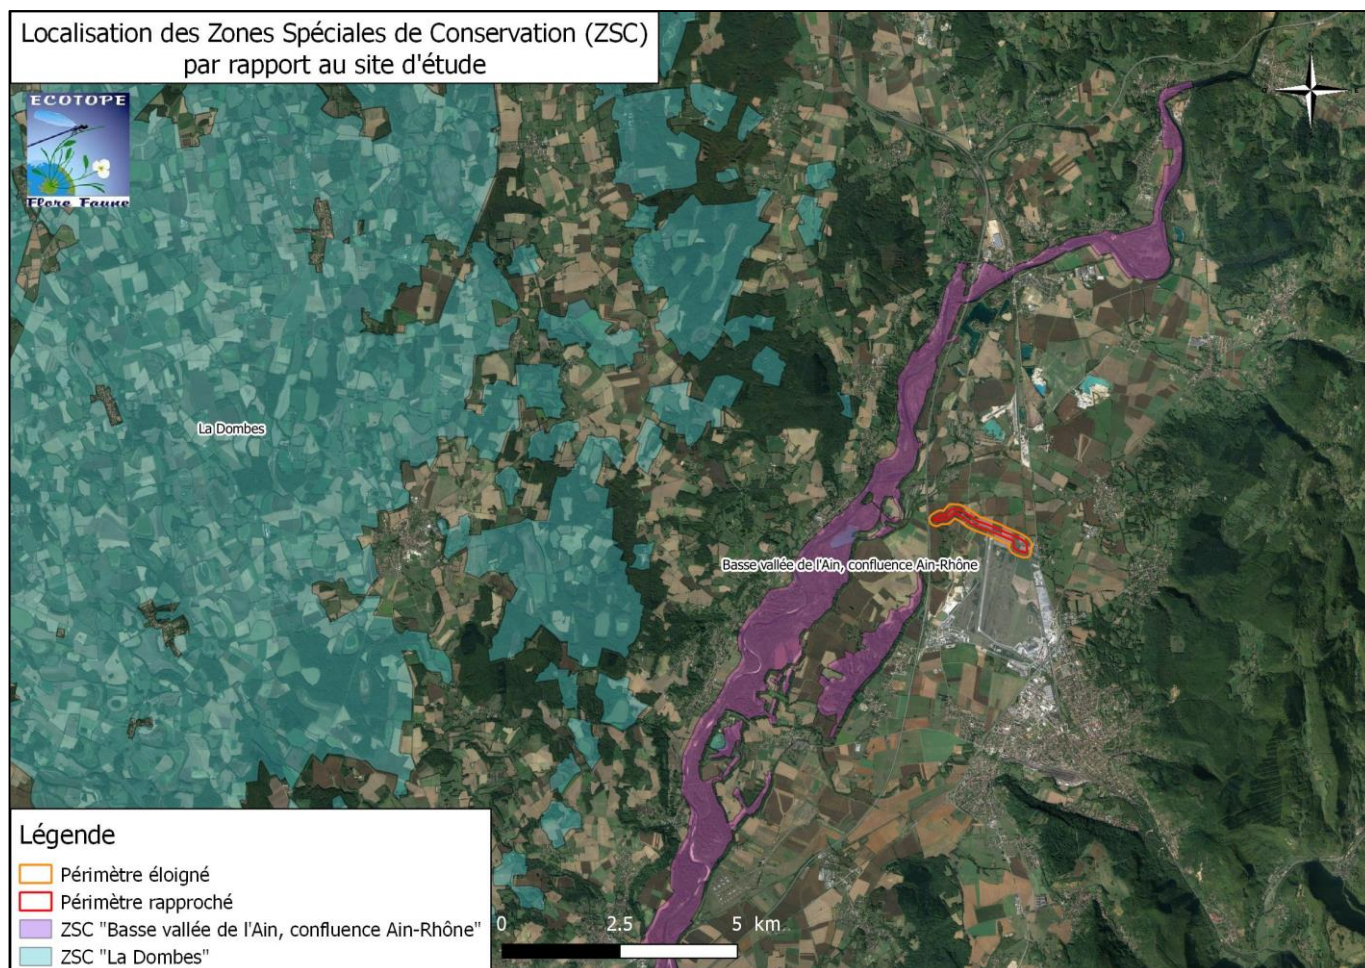 Localisation des Zones Spéciales de Conservation (ZSC)
par rapport au site d'étude
ECOTOPE
Flore Faune
La Dombes
Basse vallée de l'Ain, confluence Ain-Rhône
Légende
Périmètre éloigné
Périmètre rapproché
ZSC "Basse vallée de l'Ain, confluence Ain-Rhône"
ZSC "La Dombes"
0 2.5 5 km